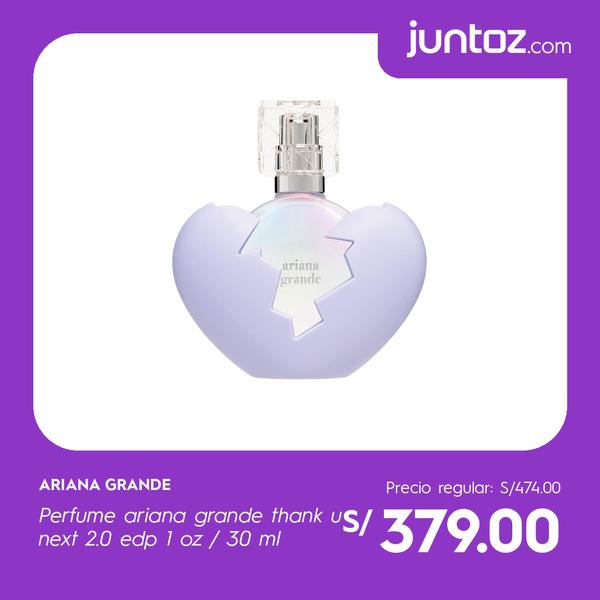 juntoz.com
ariana
grande
ARIANA GRANDE
Precio regular: S/474.00
Perfume ariana grande thank u
next 2.0 edp 1 oz / 30 ml
S/ 379.00